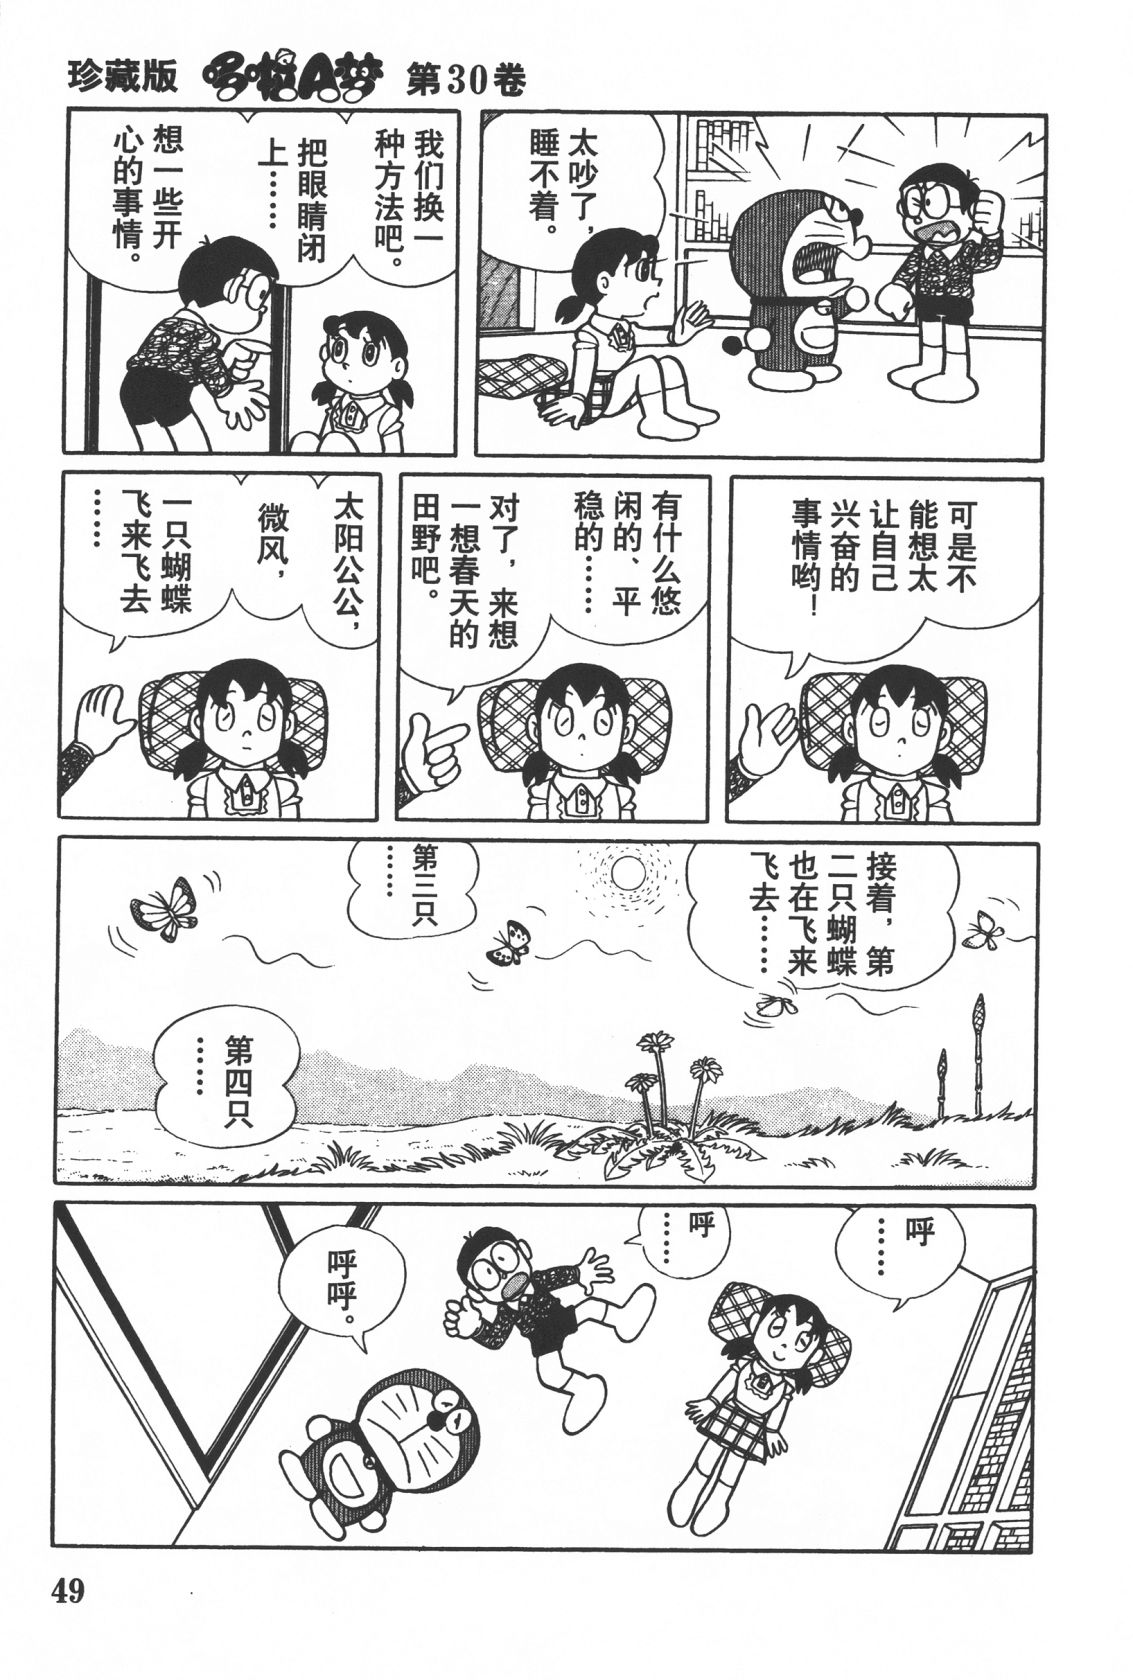 珍藏版 哆啦A梦 第30卷
太吵了，
睡不着。
我们换一
种方法吧。
把眼睛闭
上……
想一些开
心的事情。
可是不
能想太
让自己
兴奋的
事情哟！
有什么悠
闲的、平
稳的……
对了，来想
一想春天的
田野吧。
太阳公公，
微风，
一只蝴蝶
飞来飞去
……
接着，第
二只蝴蝶
也在飞来
飞去……
第三只
……
第四只
……
呼
……
呼
……
呼
呼。
49